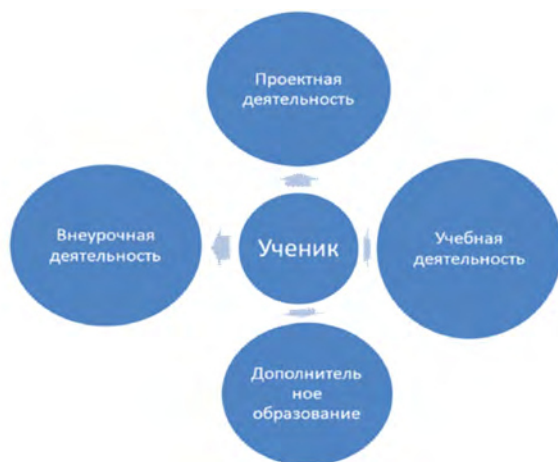 Проектная
деятельность
Внеурочная
деятельность
Ученик
Учебная
деятельность
Дополнитель
ное
образование